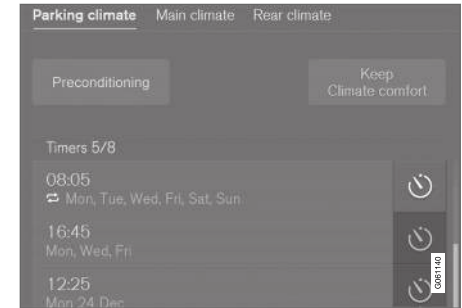 Parking climate Main climate Rear climate
Preconditioning
Keep
Climate comfort
Timers 5/8
08:05
Mon, Tue, Wed, Fri, Sat, Sun
16:45
Mon, Wed, Fri
12:25
Mon 24 Dec
G061140